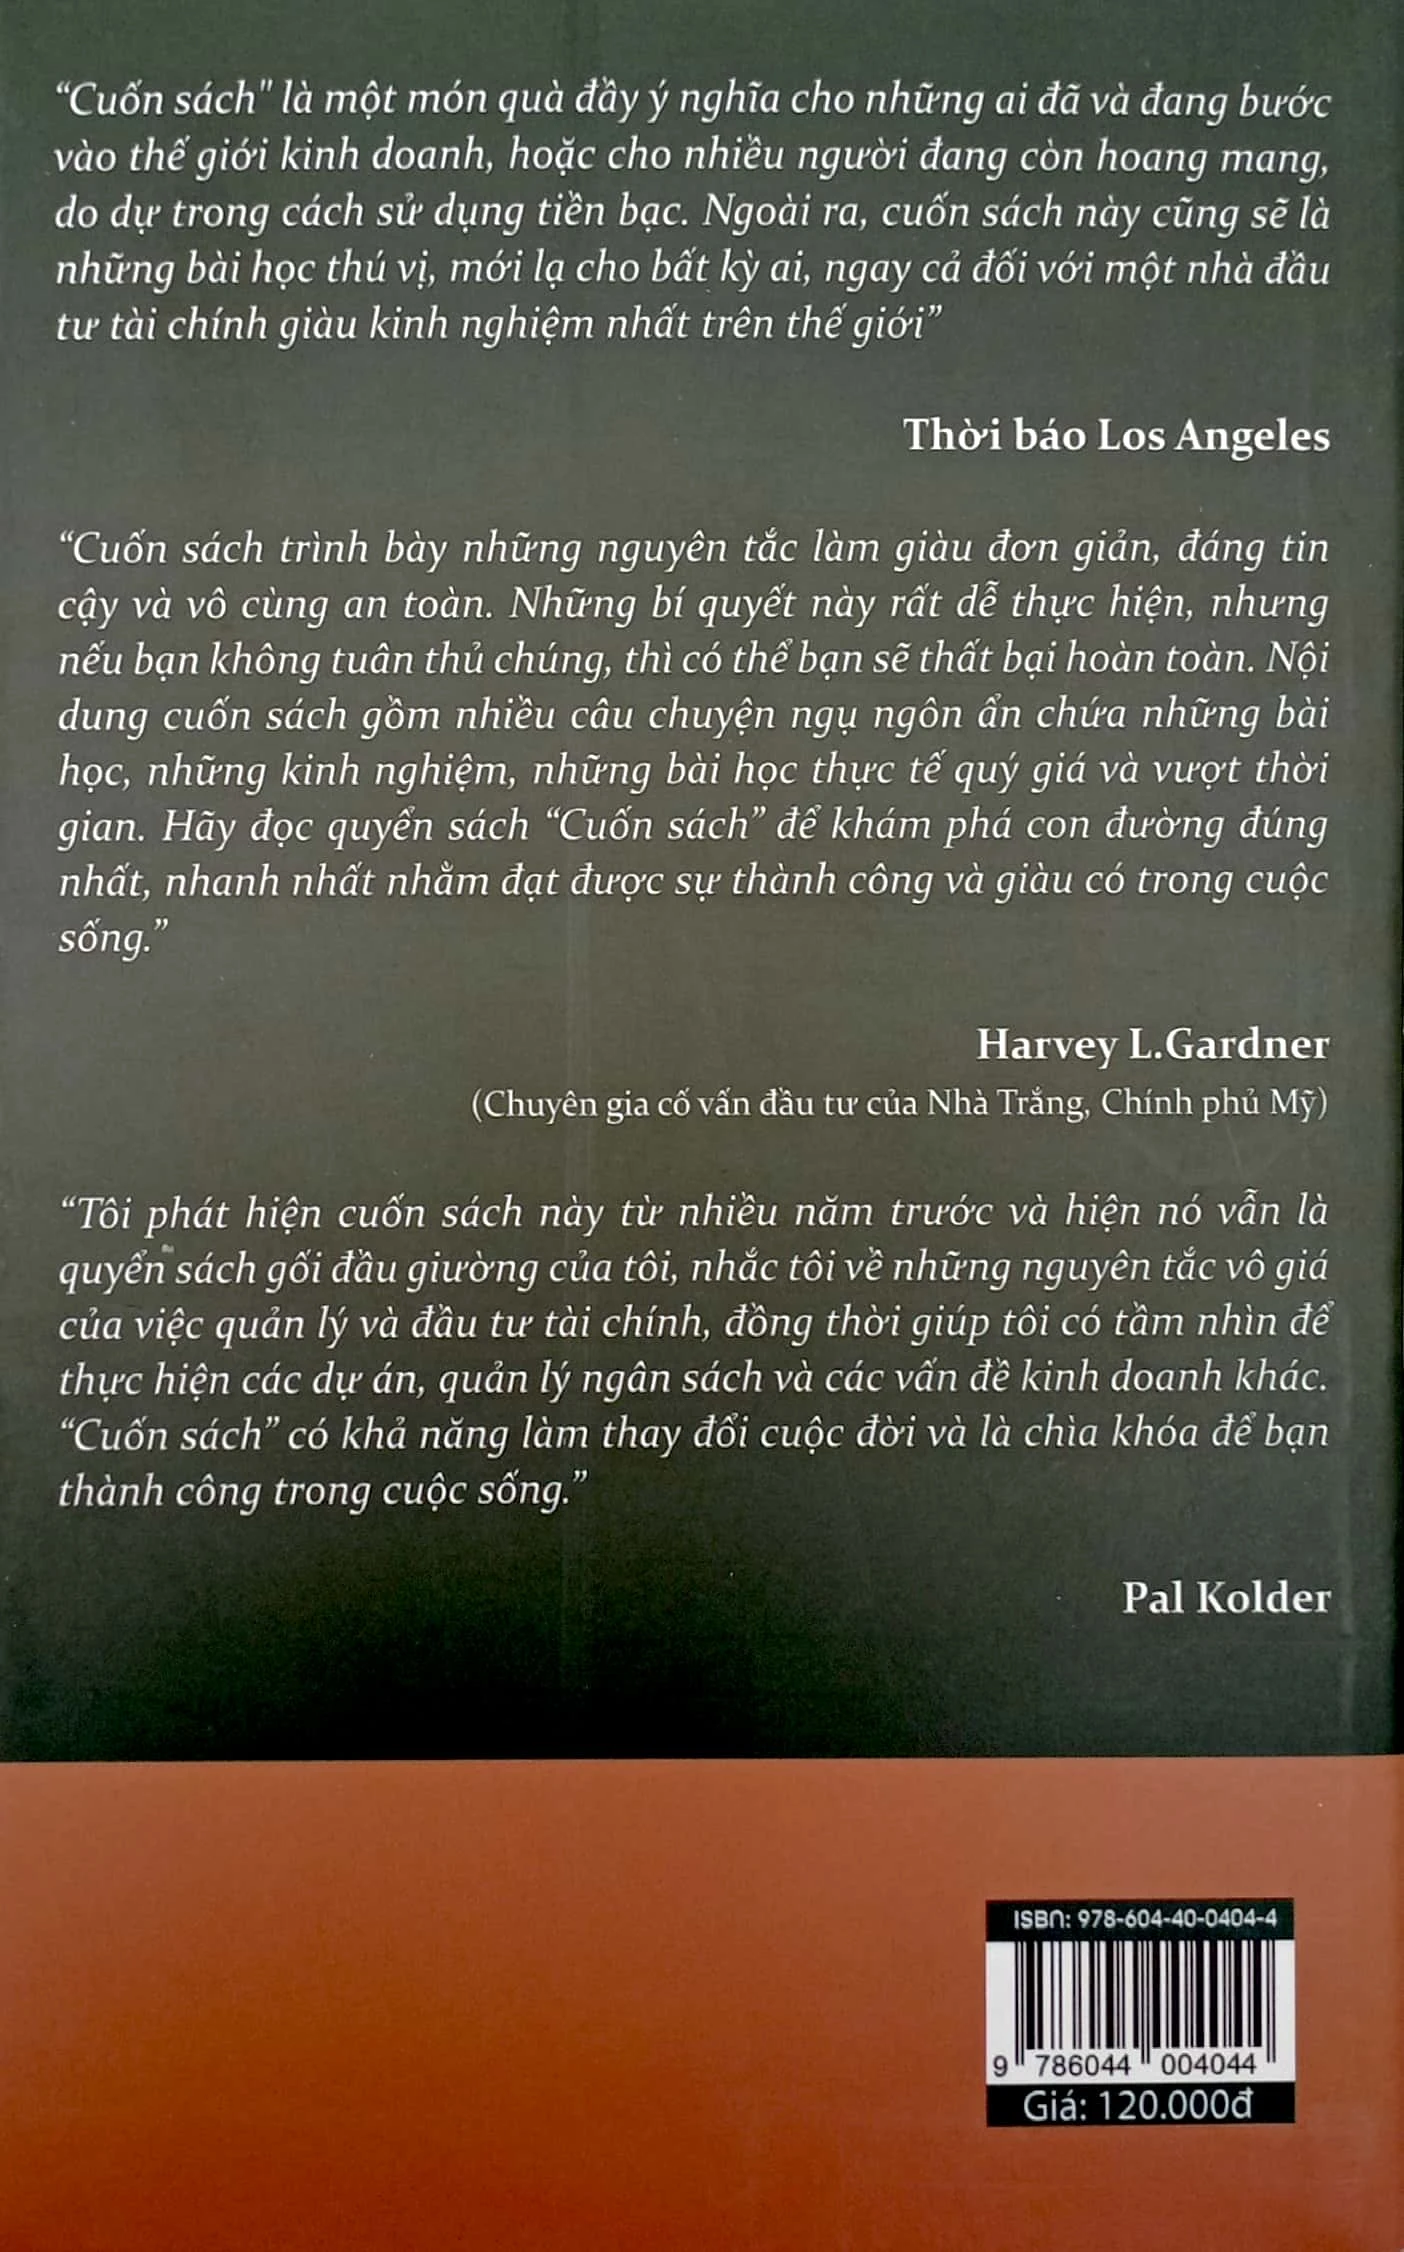 “Cuốn sách" là một món quà đầy ý nghĩa cho những ai đã và đang bước
vào thế giới kinh doanh, hoặc cho nhiều người đang còn hoang mang,
do dự trong cách sử dụng tiền bạc. Ngoài ra, cuốn sách này cũng sẽ là
những bài học thú vị, mới lạ cho bất kỳ ai, ngay cả đối với một nhà đầu
tư tài chính giàu kinh nghiệm nhất trên thế giới”
Thời báo Los Angeles
“Cuốn sách trình bày những nguyên tắc làm giàu đơn giản, đáng tin
cậy và vô cùng an toàn. Những bí quyết này rất dễ thực hiện, nhưng
nếu bạn không tuân thủ chúng, thì có thể bạn sẽ thất bại hoàn toàn. Nội
dung cuốn sách gồm nhiều câu chuyện ngụ ngôn ẩn chứa những bài
học, những kinh nghiệm, những bài học thực tế quý giá và vượt thời
gian. Hãy đọc quyển sách “Cuốn sách” để khám phá con đường đúng
nhất, nhanh nhất nhằm đạt được sự thành công và giàu có trong cuộc
sống.”
Harvey L.Gardner
(Chuyên gia cố vấn đầu tư của Nhà Trắng, Chính phủ Mỹ)
“Tôi phát hiện cuốn sách này từ nhiều năm trước và hiện nó vẫn là
quyển sách gối đầu giường của tôi, nhắc tôi về những nguyên tắc vô giá
của việc quản lý và đầu tư tài chính, đồng thời giúp tôi có tầm nhìn để
thực hiện các dự án, quản lý ngân sách và các vấn đề kinh doanh khác.
“Cuốn sách” có khả năng làm thay đổi cuộc đời và là chìa khóa để bạn
thành công trong cuộc sống.”
Pal Kolder
ISBN: 978-604-40-0404-4
9 786044 004044
Giá: 120.000đ